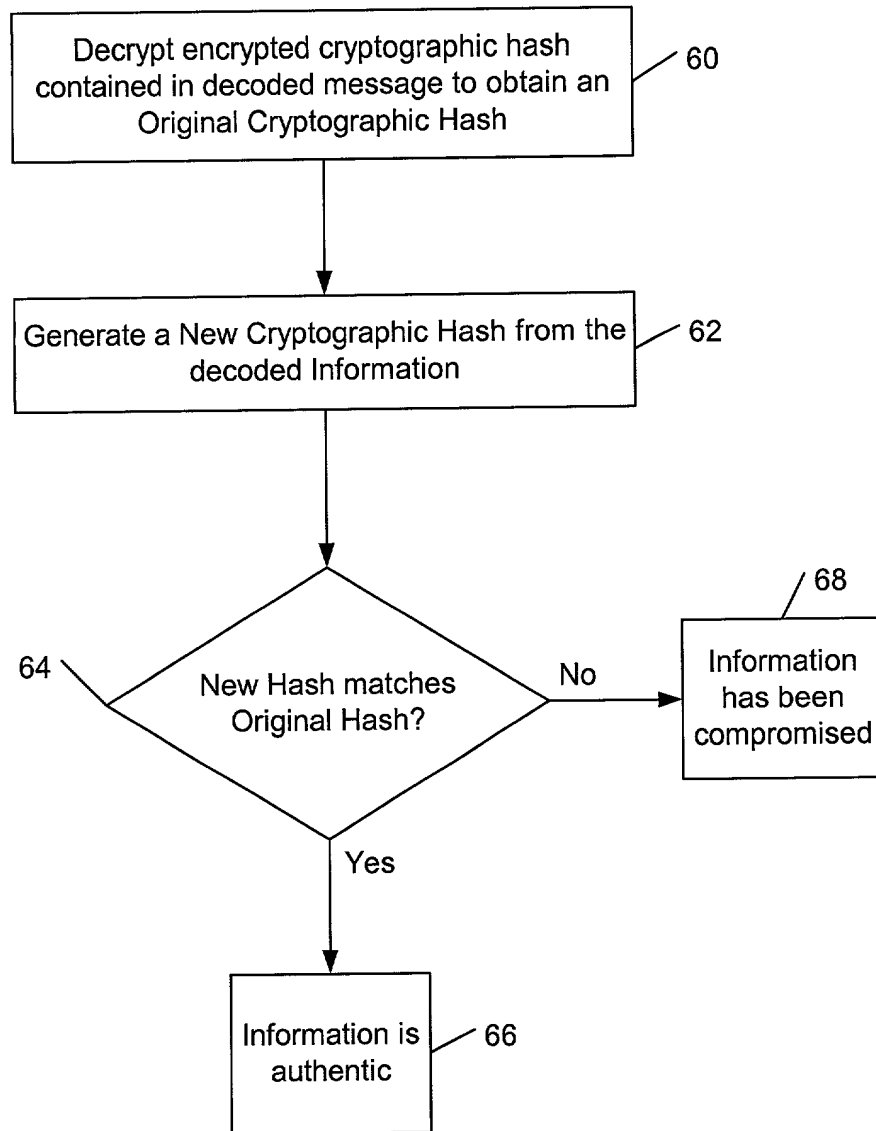 Decrypt encrypted cryptographic hash
contained in decoded message to obtain an
Original Cryptographic Hash
60
Generate a New Cryptographic Hash from the
decoded Information
62
64
New Hash matches
Original Hash?
No
68
Information
has been
compromised
Yes
Information is
authentic
66